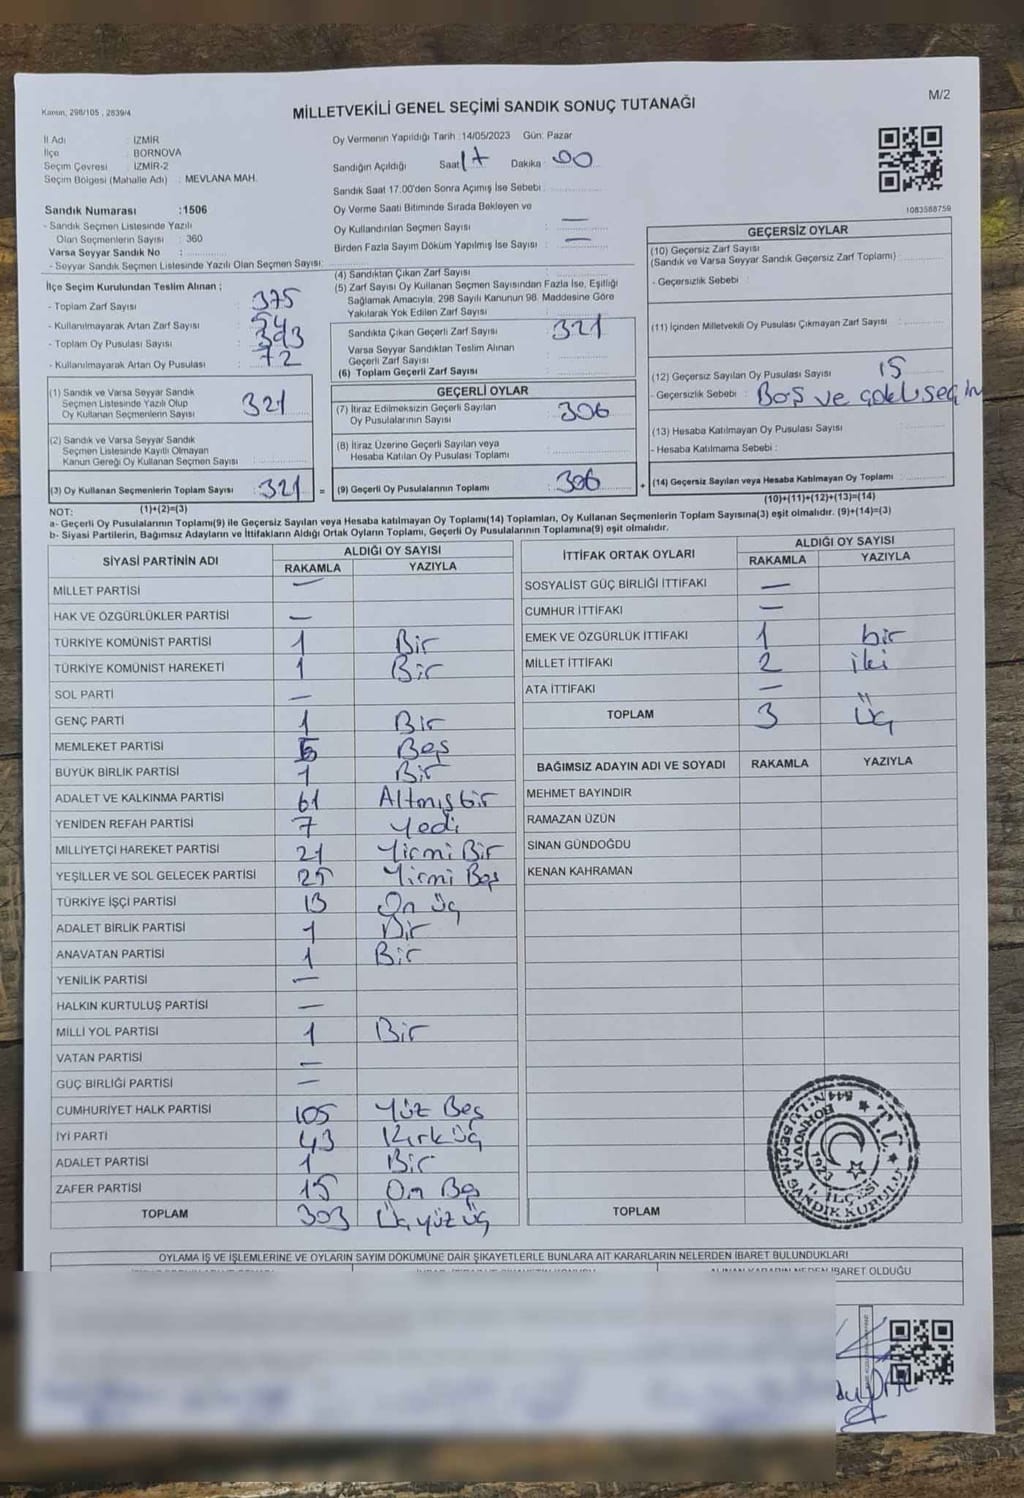 Kanun; 298/105 , 2839/4
MİLLETVEKİLİ GENEL SEÇİMİ SANDIK SONUÇ TUTANAĞI
M/2
İl Adı : İZMİR
İlçe : BORNOVA
Seçim Çevresi : İZMİR-2
Seçim Bölgesi (Mahalle Adı) : MEVLANA MAH.
Sandık Numarası :1506
- Sandık Seçmen Listesinde Yazılı
Olan Seçmenlerin Sayısı : 360
Varsa Seyyar Sandık No :
- Seyyar Sandık Seçmen Listesinde Yazılı Olan Seçmen Sayısı:
Oy Vermenin Yapıldığı Tarih :14/05/2023 Gün: Pazar
Sandığın Açıldığı Saat 17 Dakika 00
Sandık Saat 17.00'den Sonra Açımış İse Sebebi :
Oy Verme Saati Bitiminde Sırada Bekleyen ve
Oy Kullandırılan Seçmen Sayısı : —
Birden Fazla Sayım Döküm Yapılmış İse Sayısı : —
1083588759
İlçe Seçim Kurulundan Teslim Alınan :
- Toplam Zarf Sayısı : 375
- Kullanılmayarak Artan Zarf Sayısı :
- Toplam Oy Pusulası Sayısı : 393
- Kullanılmayarak Artan Oy Pusulası : 72
(1) Sandık ve Varsa Seyyar Sandık
Seçmen Listesinde Yazılı Olup
Oy Kullanan Seçmenlerin Sayısı 321
(2) Sandık ve Varsa Seyyar Sandık
Seçmen Listesinde Kayıtlı Olmayan
Kanun Gereği Oy Kullanan Seçmen Sayısı
(3) Oy Kullanan Seçmenlerin Toplam Sayısı : 321 =
(1)+(2)=(3)
(4) Sandıktan Çıkan Zarf Sayısı :
(5) Zarf Sayısı Oy Kullanan Seçmen Sayısından Fazla İse, Eşitliği
Sağlamak Amacıyla, 298 Sayılı Kanunun 98. Maddesine Göre
Yakılarak Yok Edilen Zarf Sayısı :
Sandıkta Çıkan Geçerli Zarf Sayısı : 321
Varsa Seyyar Sandıktan Teslim Alınan
Geçerli Zarf Sayısı :
(6) Toplam Geçerli Zarf Sayısı :
GEÇERLİ OYLAR
(7) İtiraz Edilmeksizin Geçerli Sayılan
Oy Pusulalarının Sayısı : 306
(8) İtiraz Üzerine Geçerli Sayılan veya
Hesaba Katılan Oy Pusulası Toplamı :
(9) Geçerli Oy Pusulalarının Toplamı : 306 +
GEÇERSİZ OYLAR
(10) Geçersiz Zarf Sayısı
(Sandık ve Varsa Seyyar Sandık Geçersiz Zarf Toplamı) :
- Geçersizlik Sebebi :
(11) İçinden Milletvekili Oy Pusulası Çıkmayan Zarf Sayısı :
(12) Geçersiz Sayılan Oy Pusulası Sayısı : 15
- Geçersizlik Sebebi : Boş ve çoklu seçim
(13) Hesaba Katılmayan Oy Pusulası Sayısı :
- Hesaba Katılmama Sebebi :
(14) Geçersiz Sayılan veya Hesaba Katılmayan Oy Toplamı :
(10)+(11)+(12)+(13)=(14)
NOT:
a- Geçerli Oy Pusulalarının Toplamı(9) ile Geçersiz Sayılan veya Hesaba katılmayan Oy Toplamı(14) Toplamları, Oy Kullanan Seçmenlerin Toplam Sayısına(3) eşit olmalıdır. (9)+(14)=(3)
b- Siyasi Partilerin, Bağımsız Adayların ve İttifakların Aldığı Ortak Oyların Toplamı, Geçerli Oy Pusulalarının Toplamına(9) eşit olmalıdır.
SİYASİ PARTİNİN ADI ALDIĞI OY SAYISI
RAKAMLA YAZIYLA
MİLLET PARTİSİ —
HAK VE ÖZGÜRLÜKLER PARTİSİ —
TÜRKİYE KOMÜNİST PARTİSİ 1 Bir
TÜRKİYE KOMÜNİST HAREKETİ 1 Bir
SOL PARTİ —
GENÇ PARTİ 1 Bir
MEMLEKET PARTİSİ 5 Beş
BÜYÜK BİRLİK PARTİSİ 1 Bir
ADALET VE KALKINMA PARTİSİ 61 Altmış bir
YENİDEN REFAH PARTİSİ 7 Yedi
MİLLİYETÇİ HAREKET PARTİSİ 21 Yirmi Bir
YEŞİLLER VE SOL GELECEK PARTİSİ 25 Yirmi Beş
TÜRKİYE İŞÇİ PARTİSİ 13 On üç
ADALET BİRLİK PARTİSİ 1 Bir
ANAVATAN PARTİSİ 1 Bir
YENİLİK PARTİSİ —
HALKIN KURTULUŞ PARTİSİ —
MİLLİ YOL PARTİSİ 1 Bir
VATAN PARTİSİ —
GÜÇ BİRLİĞİ PARTİSİ —
CUMHURİYET HALK PARTİSİ 105 Yüz Beş
İYİ PARTİ 43 Kırk üç
ADALET PARTİSİ 1 Bir
ZAFER PARTİSİ 15 On Beş
TOPLAM 303 Üç yüz üç
İTTİFAK ORTAK OYLARI ALDIĞI OY SAYISI
RAKAMLA YAZIYLA
SOSYALİST GÜÇ BİRLİĞİ İTTİFAKI —
CUMHUR İTTİFAKI —
EMEK VE ÖZGÜRLÜK İTTİFAKI 1 bir
MİLLET İTTİFAKI 2 iki
ATA İTTİFAKI —
TOPLAM 3 Üç
BAĞIMSIZ ADAYIN ADI VE SOYADI RAKAMLA YAZIYLA
MEHMET BAYINDIR
RAMAZAN ÜZÜN
SİNAN GÜNDOĞDU
KENAN KAHRAMAN
TOPLAM
T.C.
BORNOVA
1. İLÇESİ
1923
SANDIK KURULU
OYLAMA İŞ VE İŞLEMLERİNE VE OYLARIN SAYIM DÖKÜMÜNE DAİR ŞİKAYETLERLE BUNLARA AİT KARARLARIN NELERDEN İBARET BULUNDUKLARI
ALINAN KARARIN NEDEN İBARET OLDUĞU